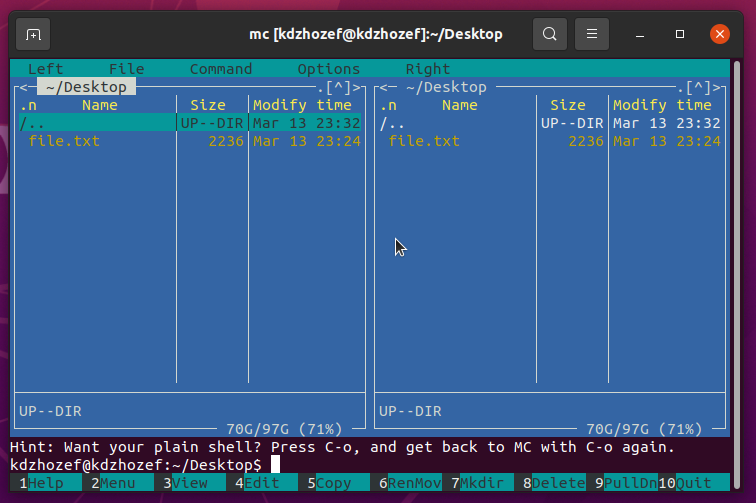 mc [kdzhozef@kdzhozef]:~/Desktop
Left File Command Options Right
<─ ~/Desktop ─.[^]>
<─ ~/Desktop ─.[^]>
.n Name Size Modify time
.n Name Size Modify time
/.. UP--DIR Mar 13 23:32
/.. UP--DIR Mar 13 23:32
file.txt 2236 Mar 13 23:24
file.txt 2236 Mar 13 23:24
UP--DIR
UP--DIR
70G/97G (71%)
70G/97G (71%)
Hint: Want your plain shell? Press C-o, and get back to MC with C-o again.
kdzhozef@kdzhozef:~/Desktop$
1Help 2Menu 3View 4Edit 5Copy 6RenMov 7Mkdir 8Delete 9PullDn 10Quit